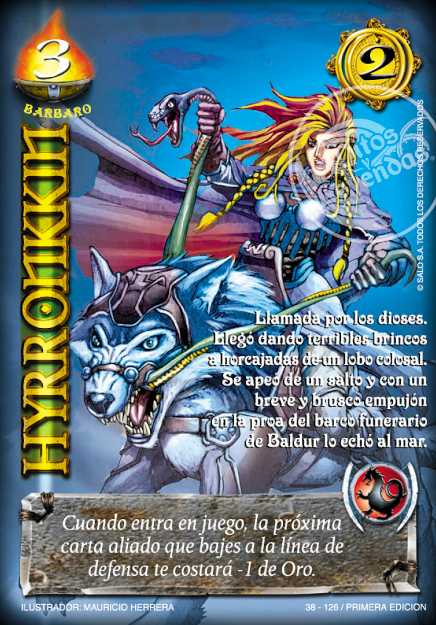 3
BARBARO
2
HYRRONKKIN
© SALO S.A. TODOS LOS DERECHOS RESERVADOS
Llamada por los dioses.
Llegó dando terribles brincos
a horcajadas de un lobo colosal.
Se apeó de un salto y con un
breve y brusco empujón
en la proa del barco funerario
de Baldur lo echó al mar.
Cuando entra en juego, la próxima
carta aliado que bajes a la línea de
defensa te costará -1 de Oro.
ILUSTRADOR: MAURICIO HERRERA
38 - 126 / PRIMERA EDICION